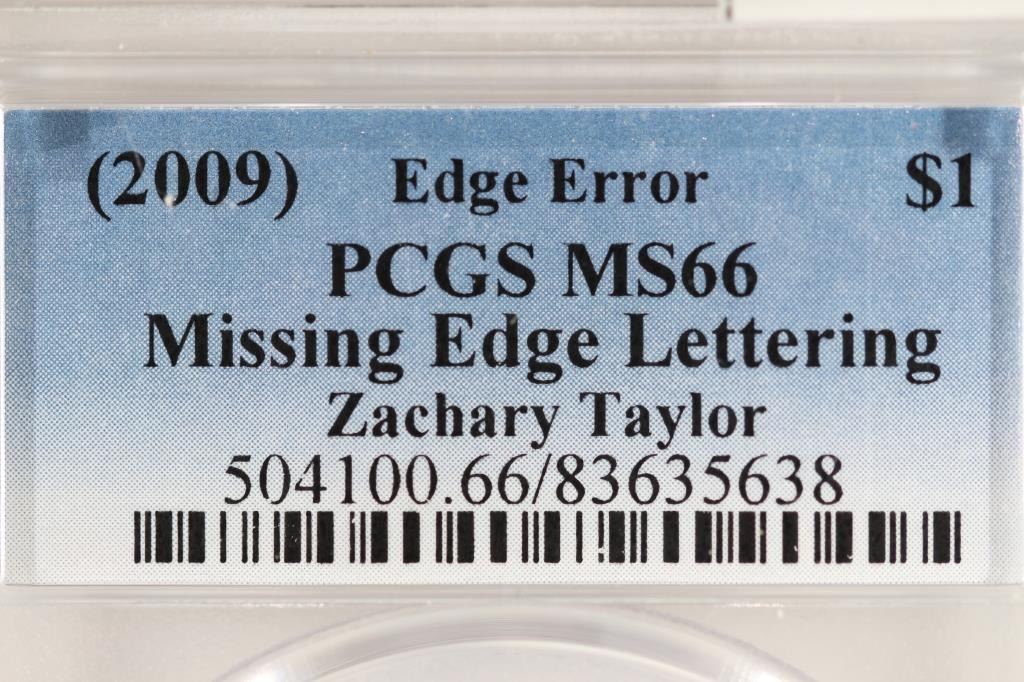 (2009) Edge Error $1
PCGS MS66
Missing Edge Lettering
Zachary Taylor
504100.66/83635638